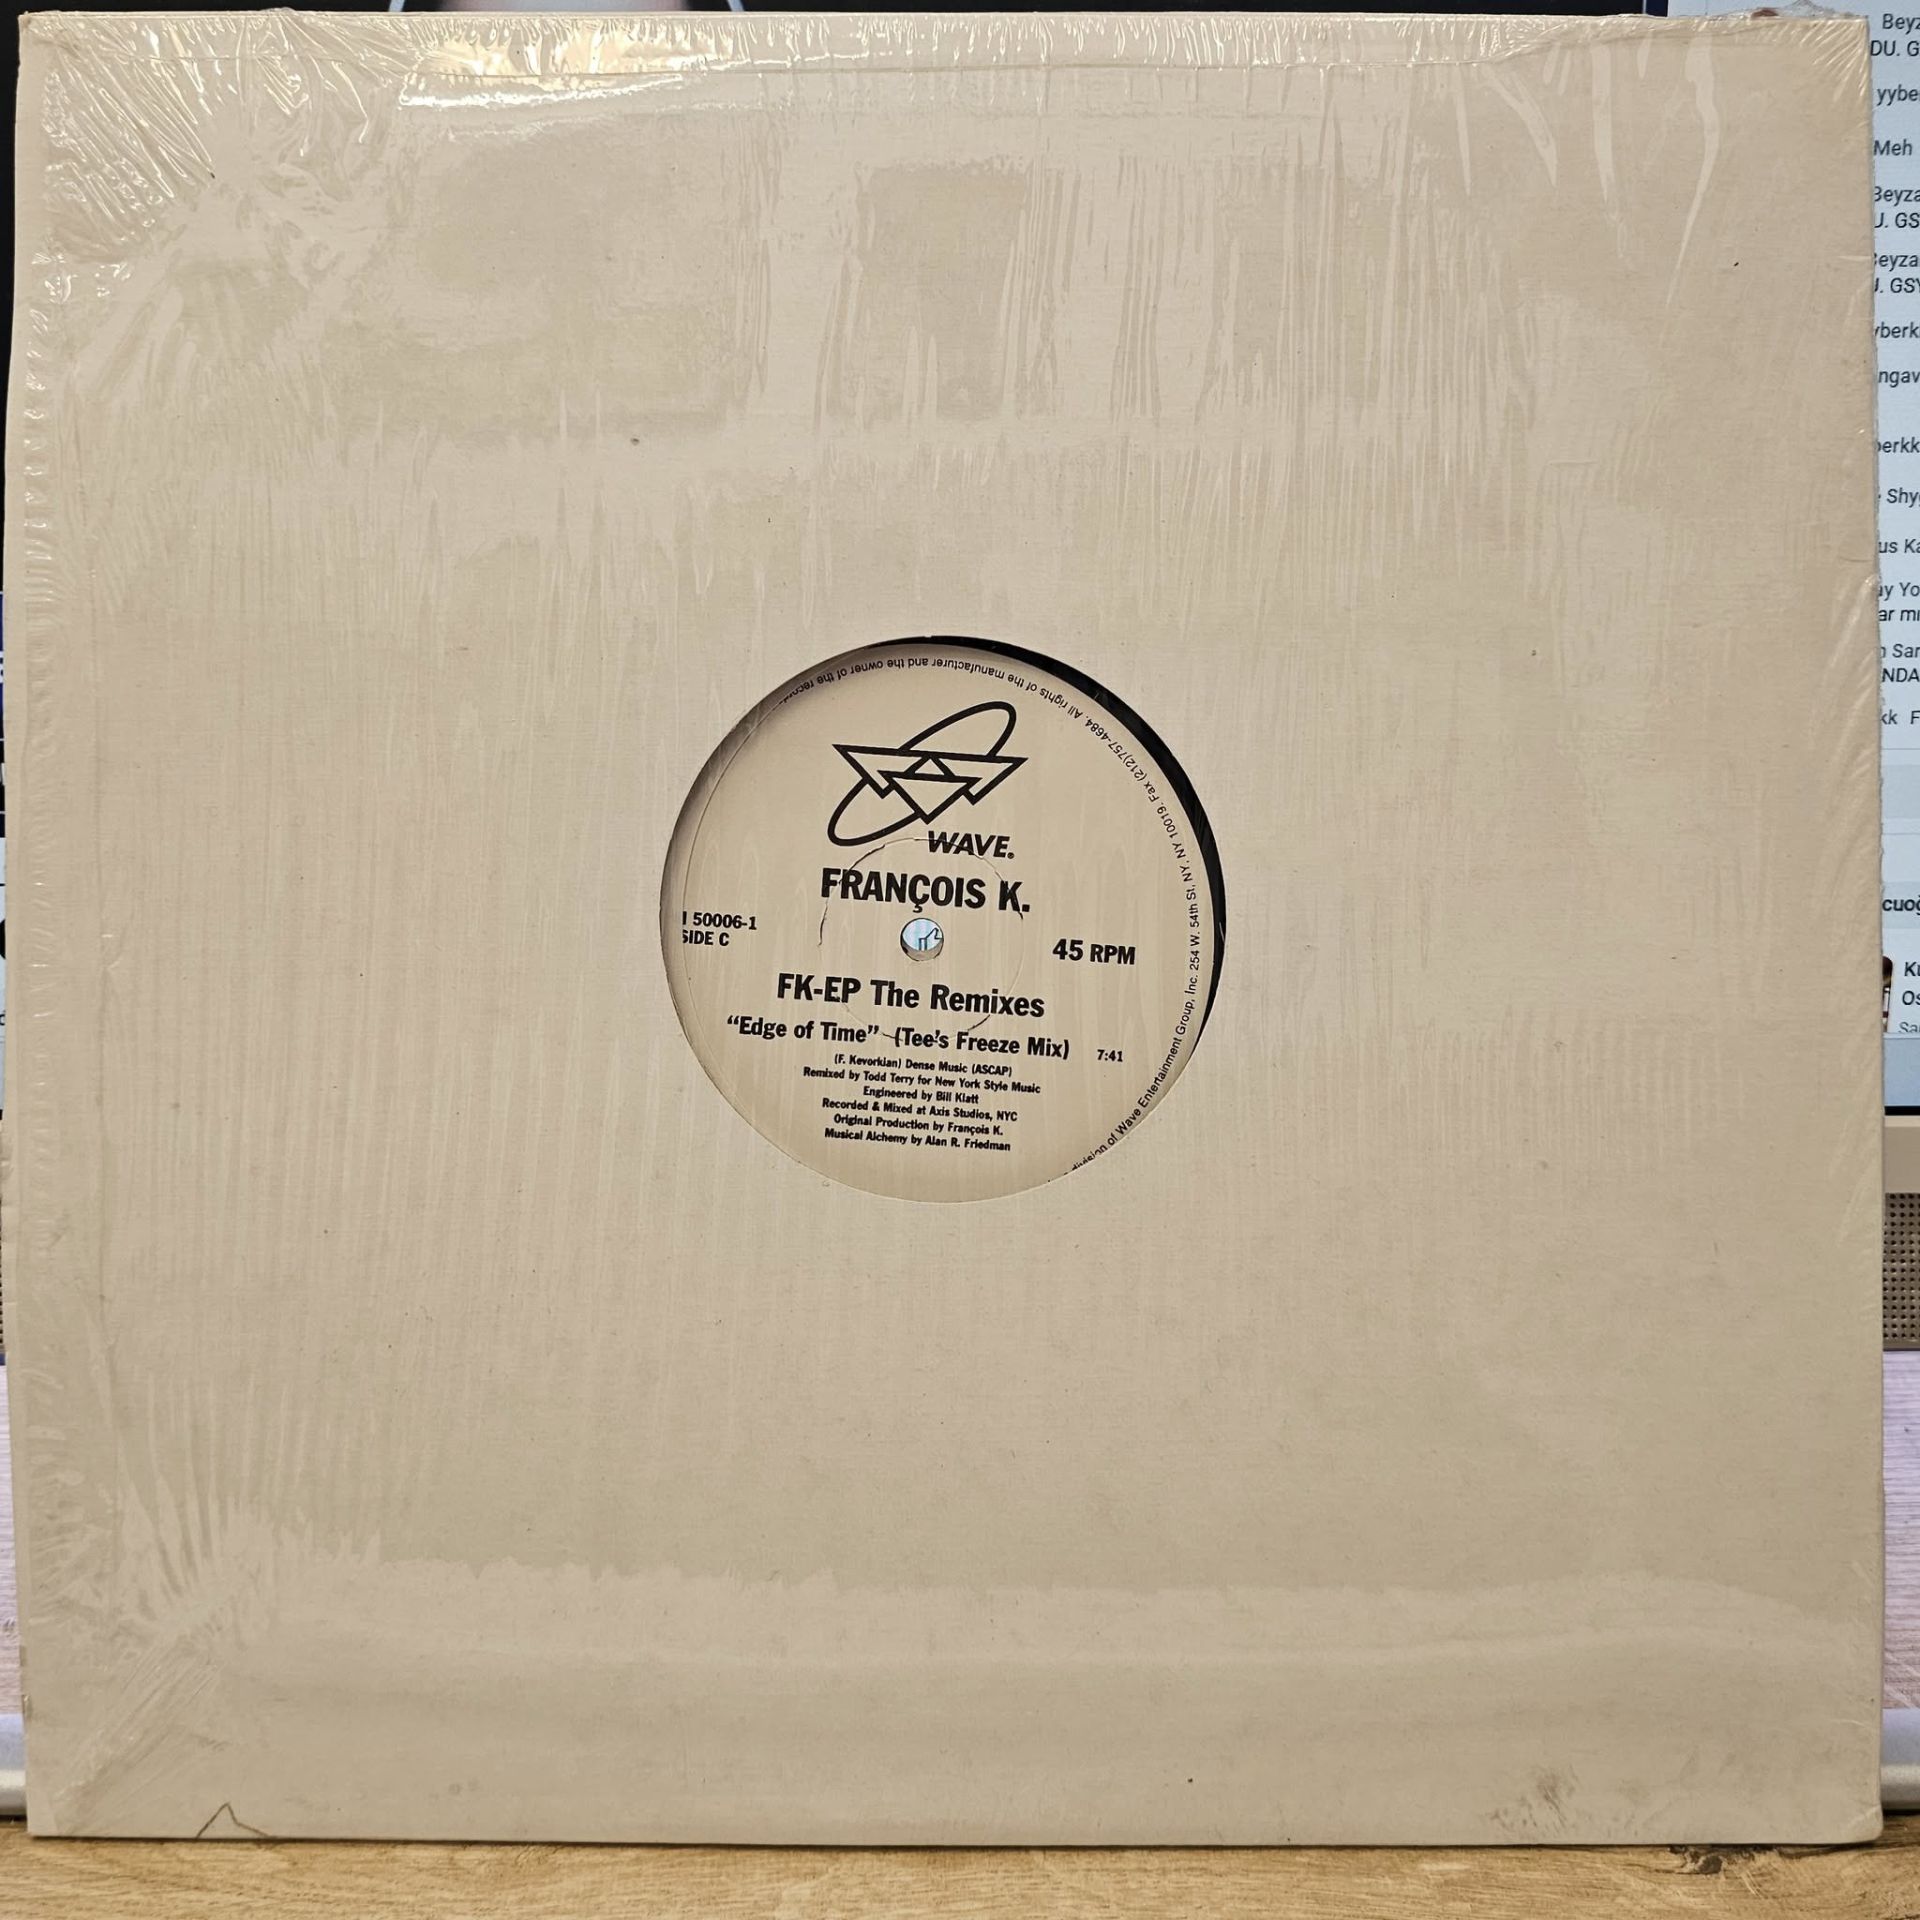 WAVE®
FRANÇOIS K.
50006-1
SIDE C
45 RPM
FK-EP The Remixes
“Edge of Time” (Tee's Freeze Mix) 7:41
(F. Kevorkian) Dense Music (ASCAP)
Remixed by Todd Terry for New York Style Music
Engineered by Bill Klatt
Recorded & Mixed at Axis Studios, NYC
Original Production by François K.
Musical Alchemy by Alan R. Friedman
division of Wave Entertainment Group, Inc. 254 W. 54th St, NY, NY 10019. Fax (212)757-4684. All rights of the manufacturer and the owner of the
Meh